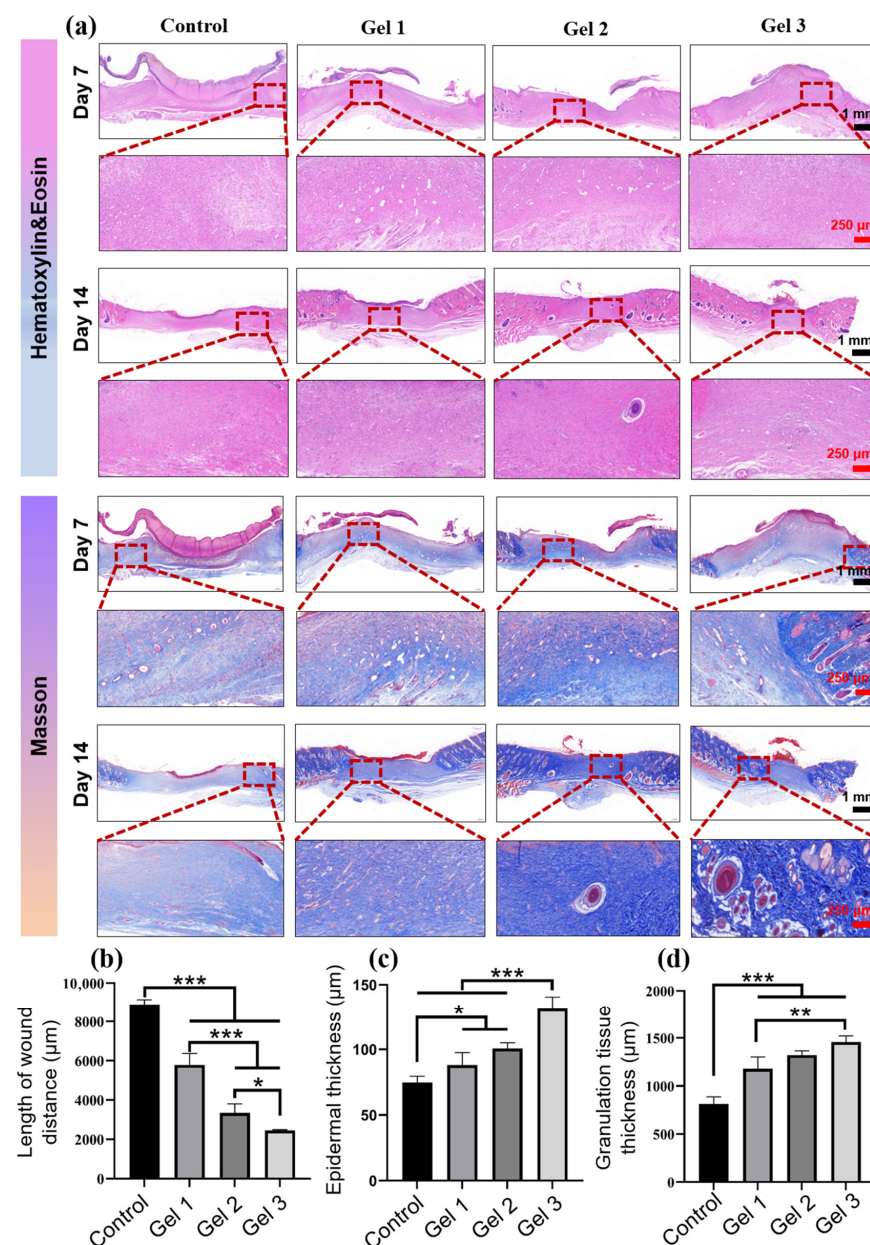 (a)
Control
Gel 1
Gel 2
Gel 3
Hematoxylin&Eosin
Day 7
1 mm
250 μm
Day 14
1 mm
250 μm
Masson
Day 7
1 mm
250 μm
Day 14
1 mm
250 μm
(b)
Length of wound
distance (μm)
10,000
8000
6000
4000
2000
0
***
***
*
Control
Gel 1
Gel 2
Gel 3
(c)
Epidermal thickness (μm)
150
100
50
0
***
*
Control
Gel 1
Gel 2
Gel 3
(d)
Granulation tissue
thickness (μm)
2000
1500
1000
500
0
***
**
Control
Gel 1
Gel 2
Gel 3